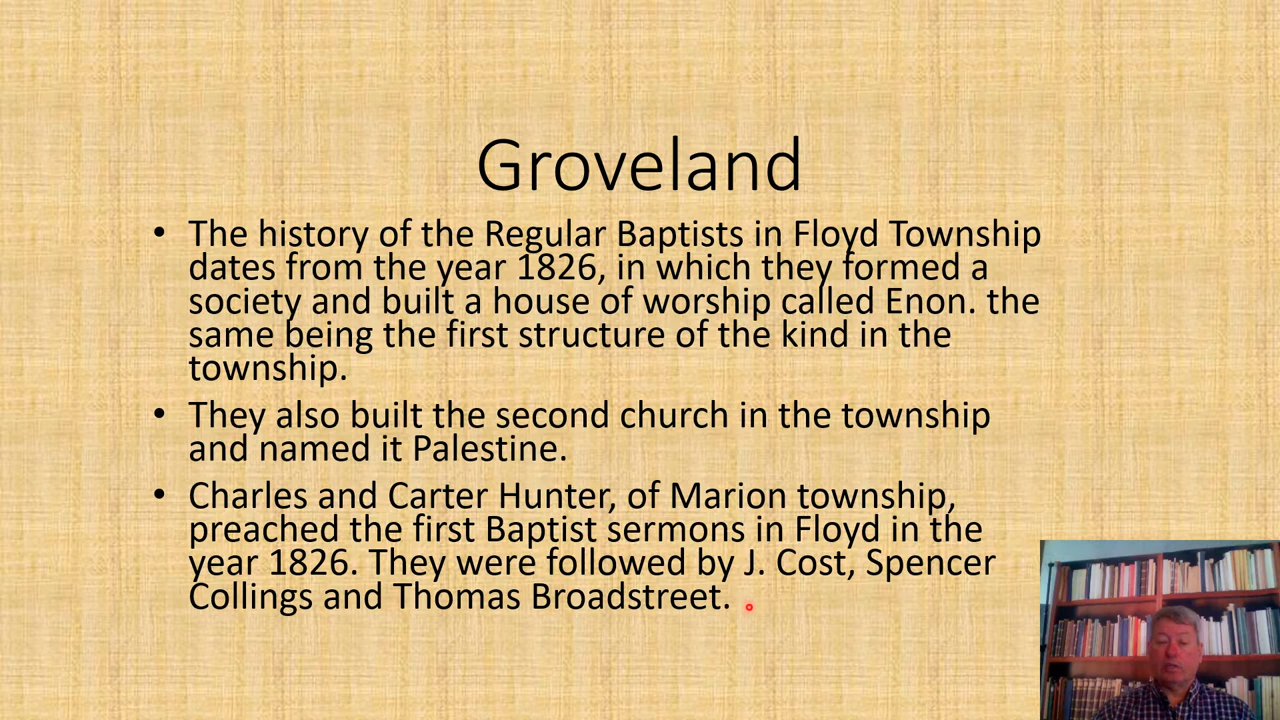 Groveland
• The history of the Regular Baptists in Floyd Township
dates from the year 1826, in which they formed a
society and built a house of worship called Enon. the
same being the first structure of the kind in the
township.
• They also built the second church in the township
and named it Palestine.
• Charles and Carter Hunter, of Marion township,
preached the first Baptist sermons in Floyd in the
year 1826. They were followed by J. Cost, Spencer
Collings and Thomas Broadstreet.